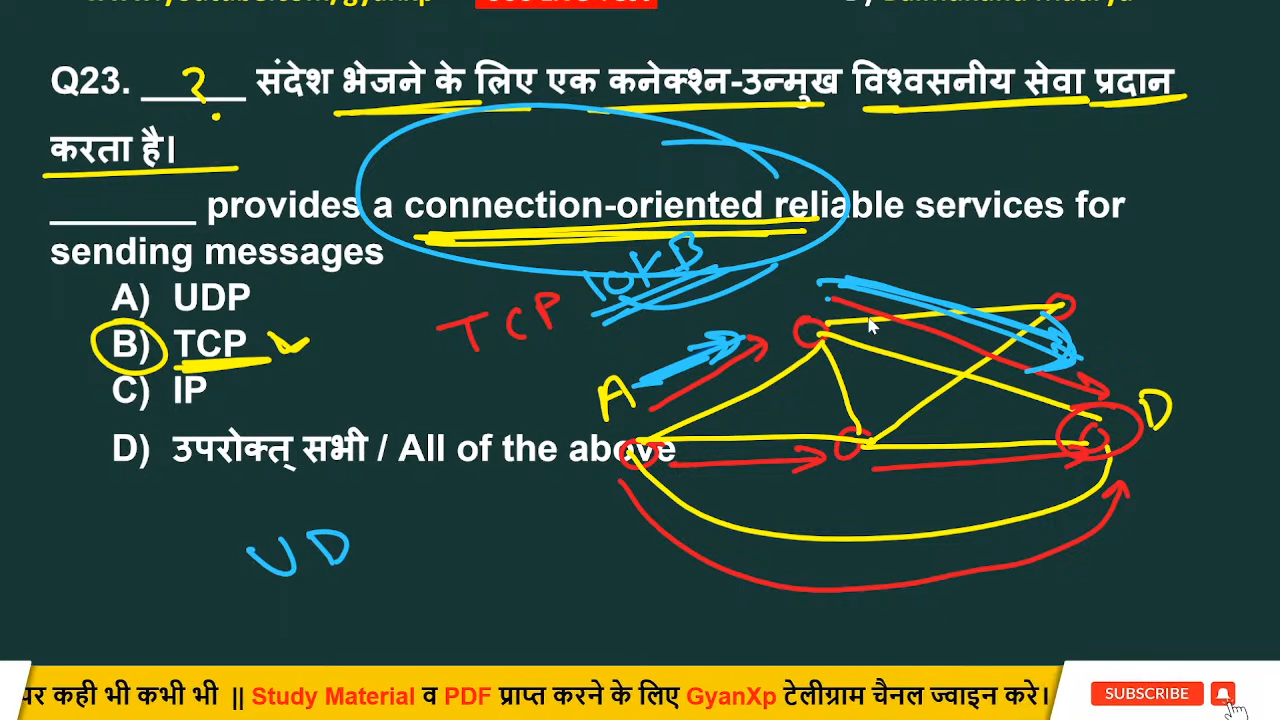 Q23. ______ ? संदेश भेजने के लिए एक कनेक्शन-उन्मुख विश्वसनीय सेवा प्रदान
करता है।
________ provides a connection-oriented reliable services for
sending messages
10KB
A) UDP
TCP
B) TCP
A
D
C) IP
D) उपरोक्त् सभी / All of the above
UD
पर कही भी कभी भी || Study Material व PDF प्राप्त करने के लिए GyanXp टेलीग्राम चैनल ज्वाइन करे।
SUBSCRIBE